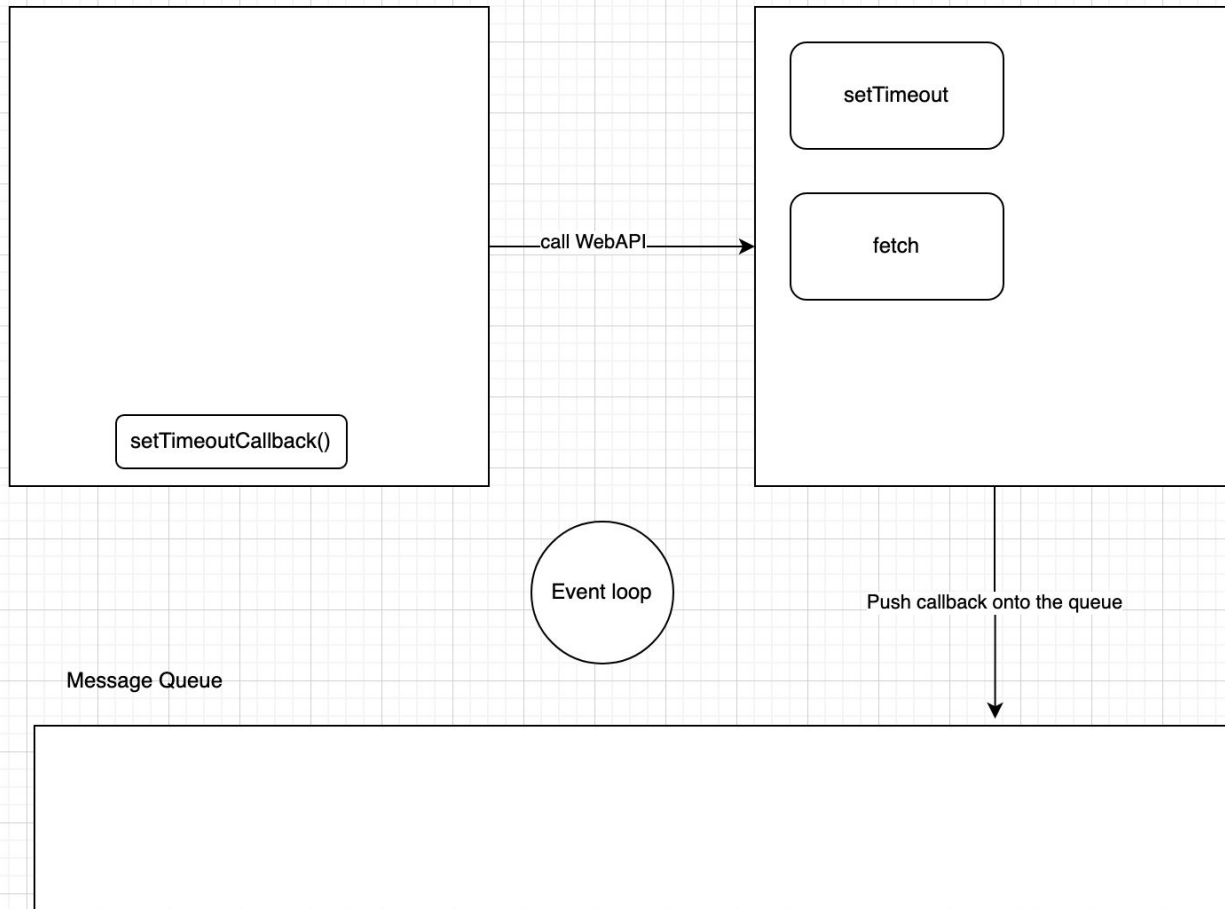 setTimeout
call WebAPI
fetch
setTimeoutCallback()
Event loop
Push callback onto the queue
Message Queue